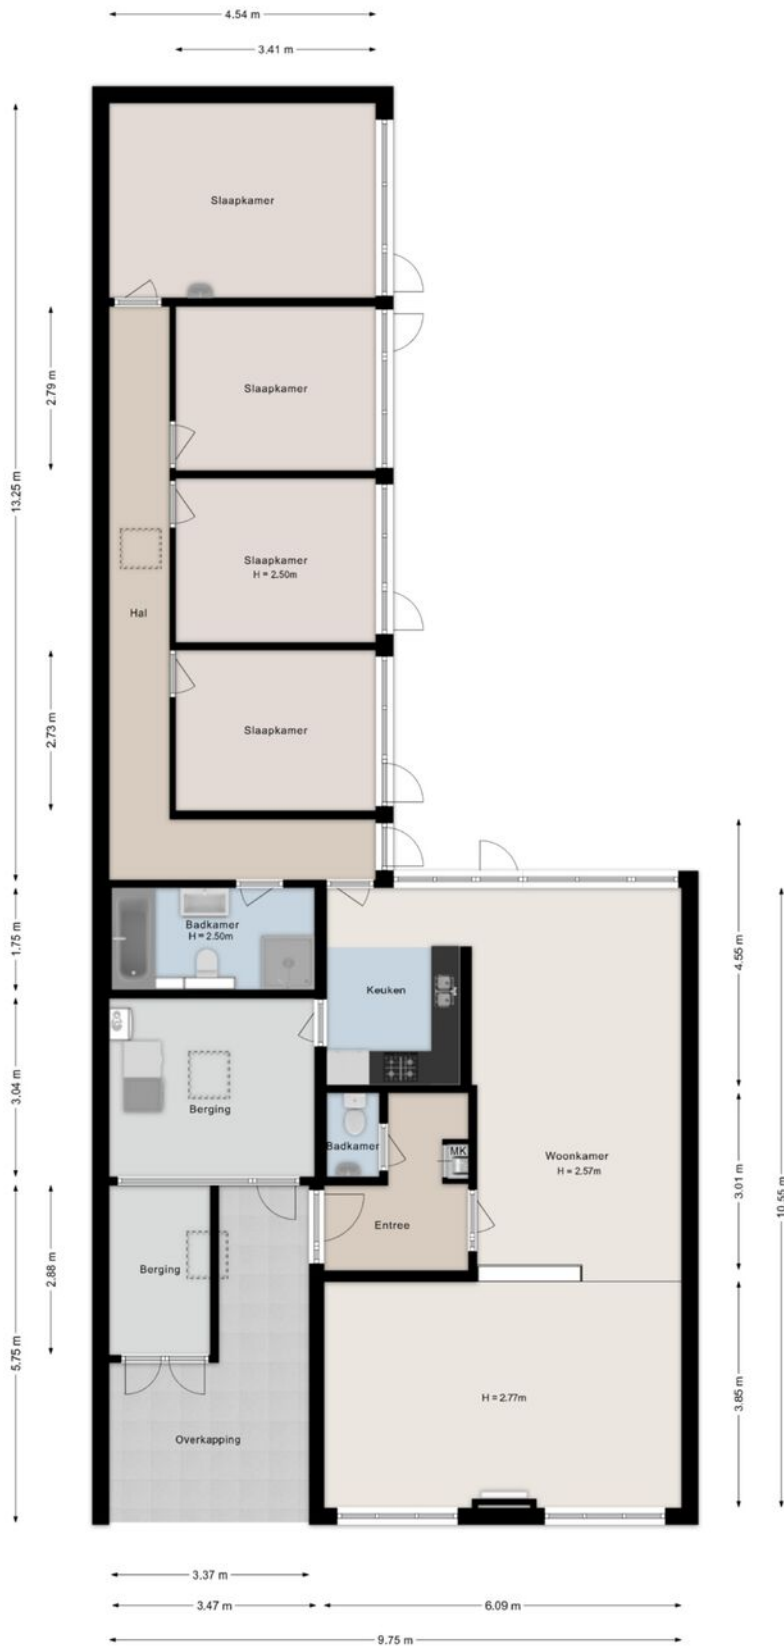 4.54 m
3.41 m
Slaapkamer
2.79 m
Slaapkamer
13.25 m
Slaapkamer
H = 2.50m
Hal
2.73 m
Slaapkamer
1.75 m
Badkamer
H = 2.50m
4.55 m
Keuken
3.04 m
Berging
Badkamer
MK
Woonkamer
H = 2.57m
3.01 m
10.55 m
Entree
2.88 m
Berging
5.75 m
H = 2.77m
3.85 m
Overkapping
3.37 m
3.47 m
6.09 m
9.75 m